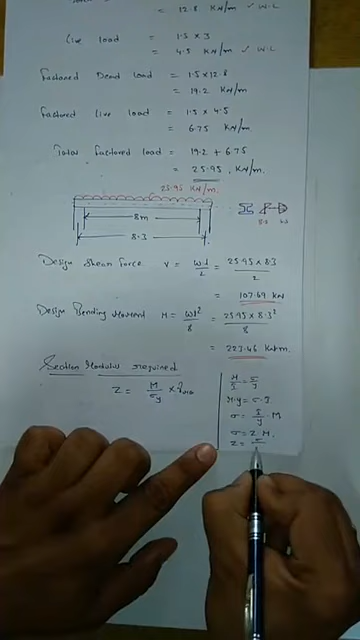 = 12.8 KN/m ✓ W.L
Live load = 1.5 x 3
= 4.5 KN/m ✓ W.L
Factored Dead load = 1.5 x 12.8
= 19.2 KN/m
Factored live load = 1.5 x 4.5
= 6.75 KN/m
Total factored load = 19.2 + 6.75
= 25.95 KN/m.
25.95 KN/m.
8m
8.3
Design Shear force V = W.l/2 = 25.95 x 8.3/2
= 107.69 KN
Design Bending Moment M = Wl²/8 = 25.95 x 8.3²/8
= 223.46 KN.m
Section Modulus required
Z = M/σy x γmo
M/I = σ/y
M.y = σ.I
σ = I/y . M
σ = Z.M.
Z = σ